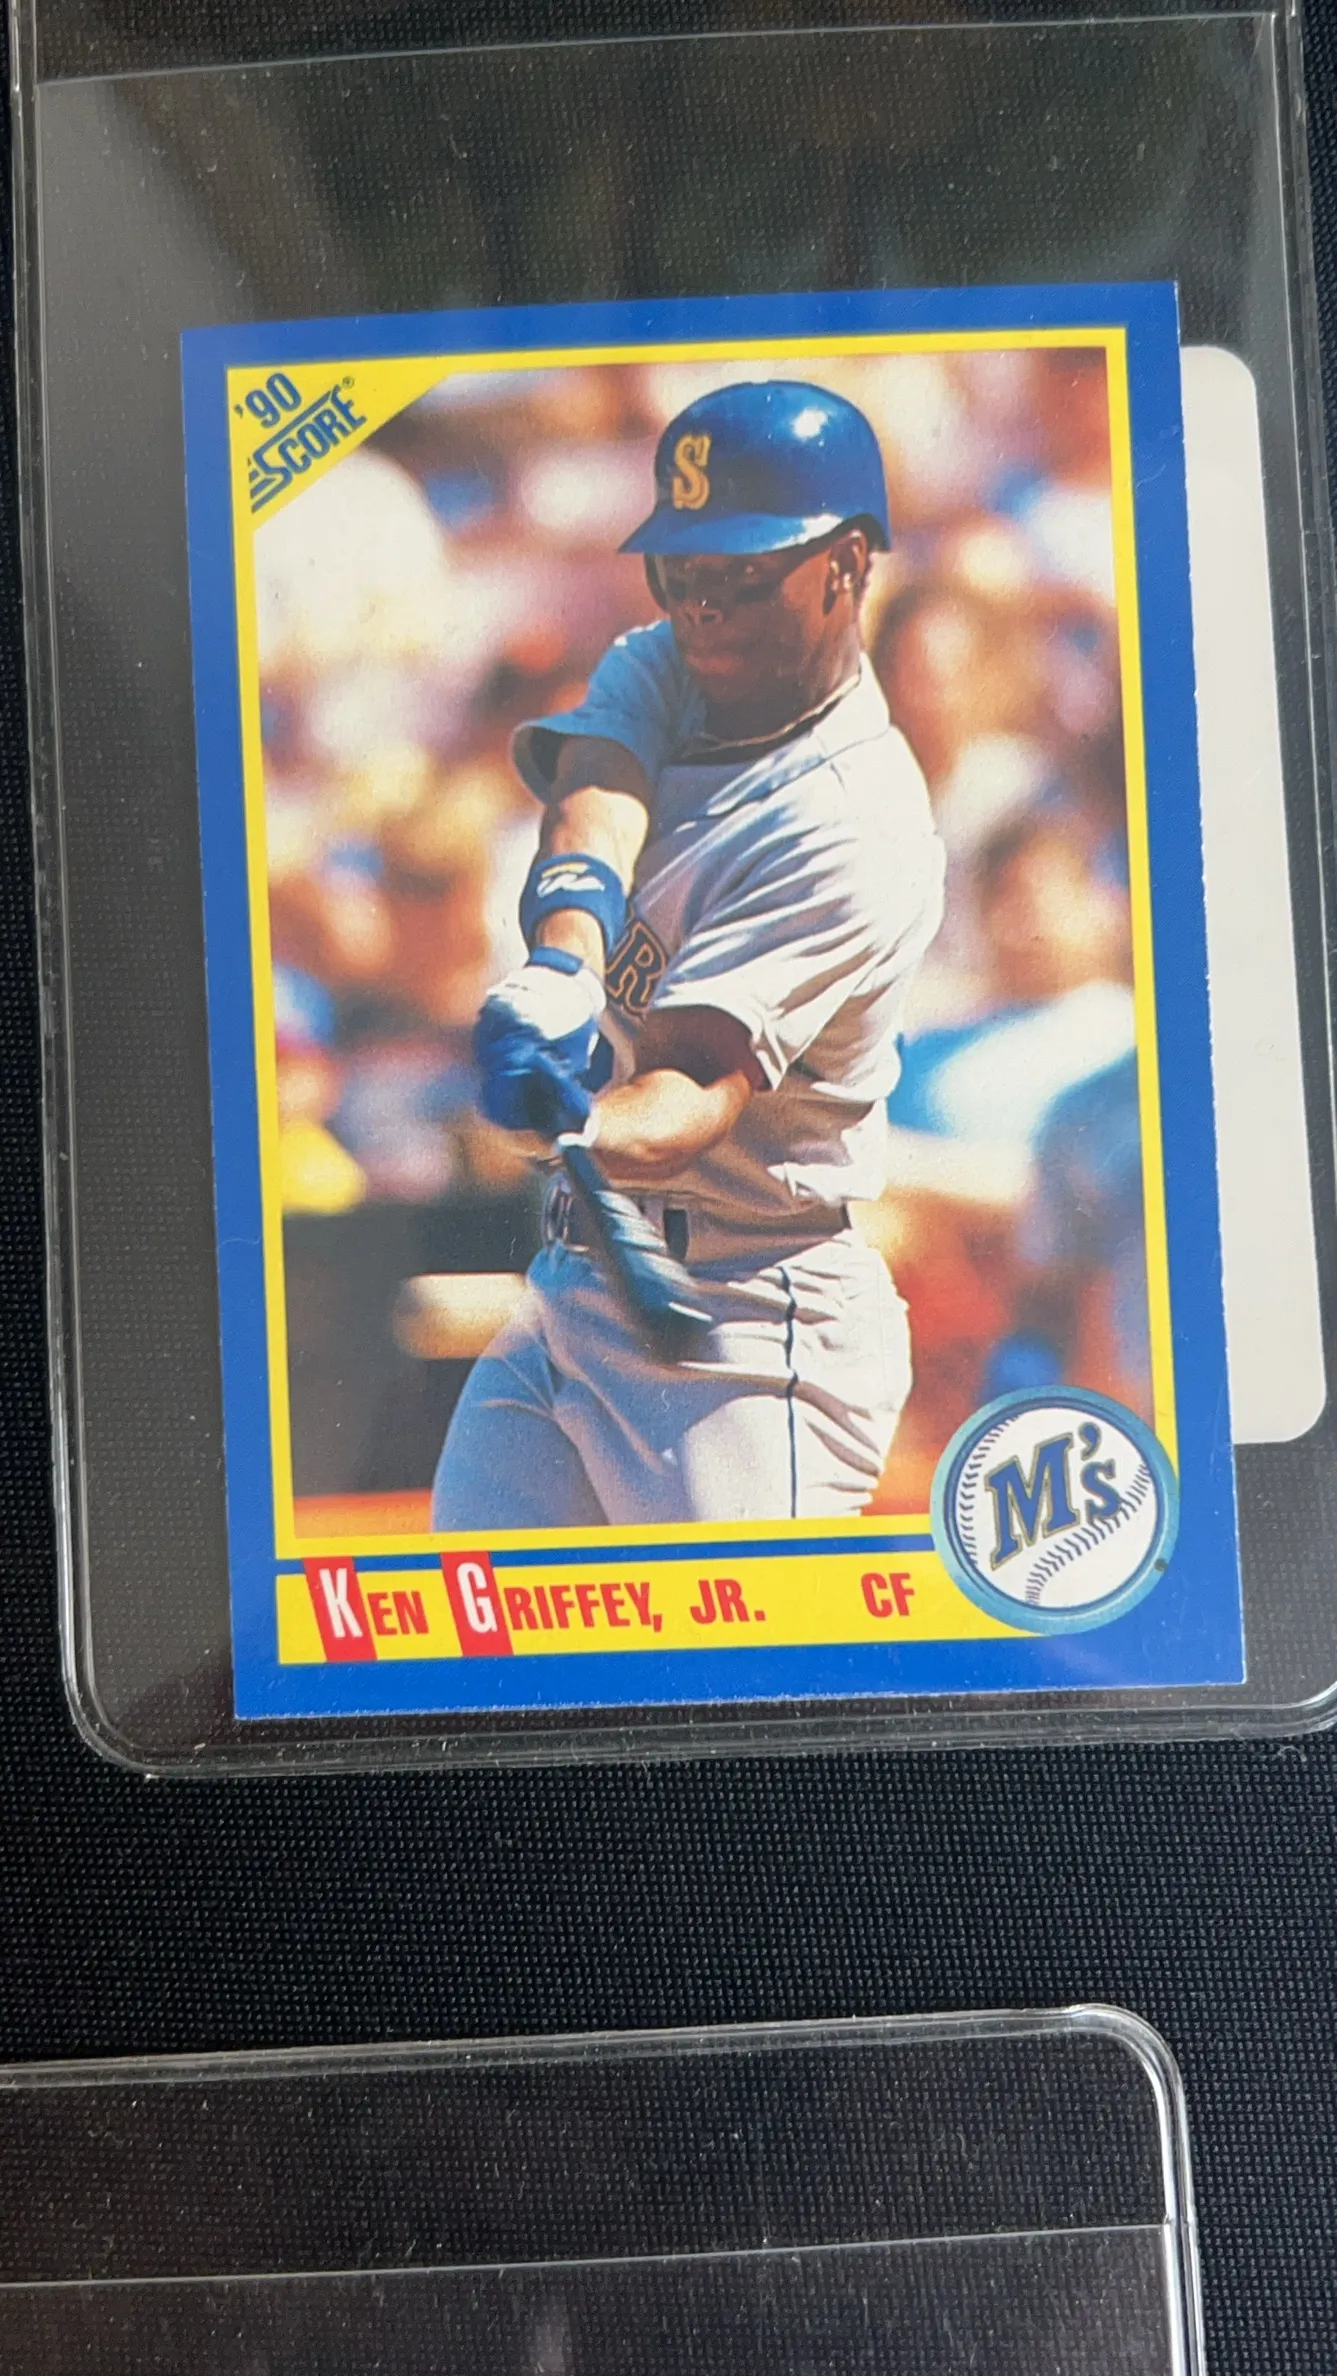 '90
SCORE®
S
R
M's
KEN GRIFFEY, JR. CF